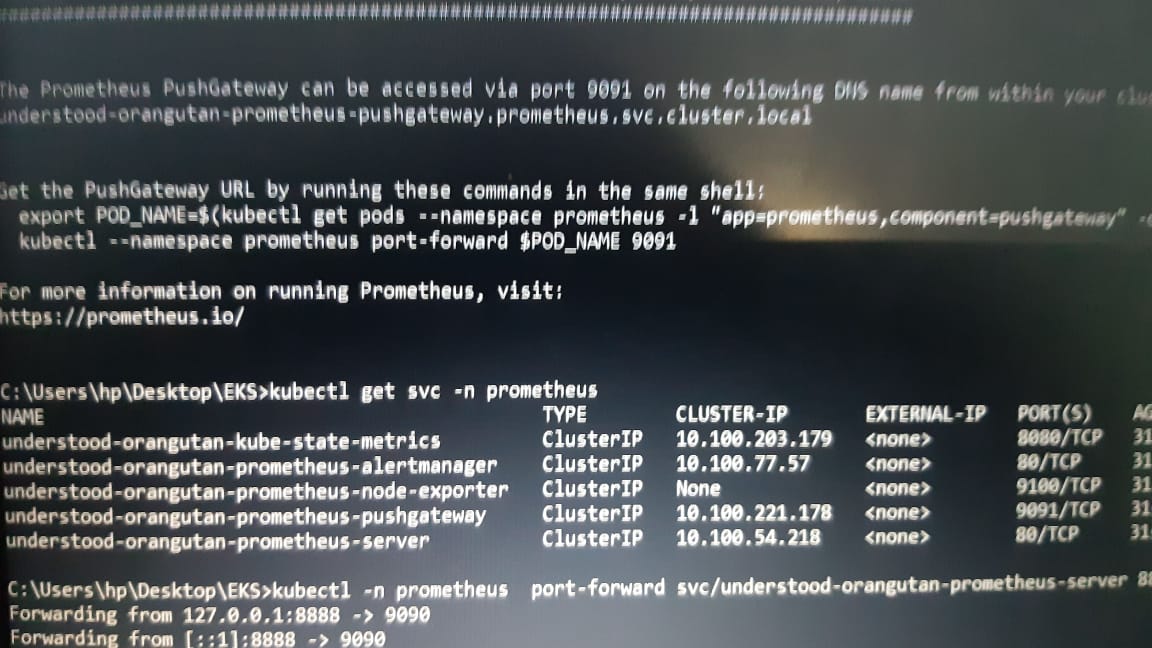 ################################################################################
The Prometheus PushGateway can be accessed via port 9091 on the following DNS name from within your
understood-orangutan-prometheus-pushgateway.prometheus.svc.cluster.local
Get the PushGateway URL by running these commands in the same shell:
export POD_NAME=$(kubectl get pods --namespace prometheus -l "app=prometheus,component=pushgateway"
kubectl --namespace prometheus port-forward $POD_NAME 9091
For more information on running Prometheus, visit:
https://prometheus.io/
C:\Users\hp\Desktop\EKS>kubectl get svc -n prometheus
NAME TYPE CLUSTER-IP EXTERNAL-IP PORT(S)
understood-orangutan-kube-state-metrics ClusterIP 10.100.203.179 <none> 8080/TCP
understood-orangutan-prometheus-alertmanager ClusterIP 10.100.77.57 <none> 80/TCP
understood-orangutan-prometheus-node-exporter ClusterIP None <none> 9100/TCP
understood-orangutan-prometheus-pushgateway ClusterIP 10.100.221.178 <none> 9091/TCP
understood-orangutan-prometheus-server ClusterIP 10.100.54.218 <none> 80/TCP
C:\Users\hp\Desktop\EKS>kubectl -n prometheus port-forward svc/understood-orangutan-prometheus-server
Forwarding from 127.0.0.1:8888 -> 9090
Forwarding from [::1]:8888 -> 9090